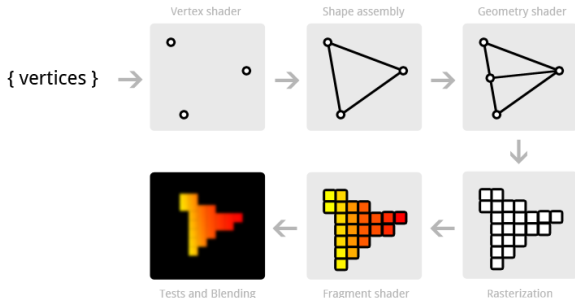 Vertex shader
Shape assembly
Geometry shader
{ vertices }
Tests and Blending
Fragment shader
Rasterization